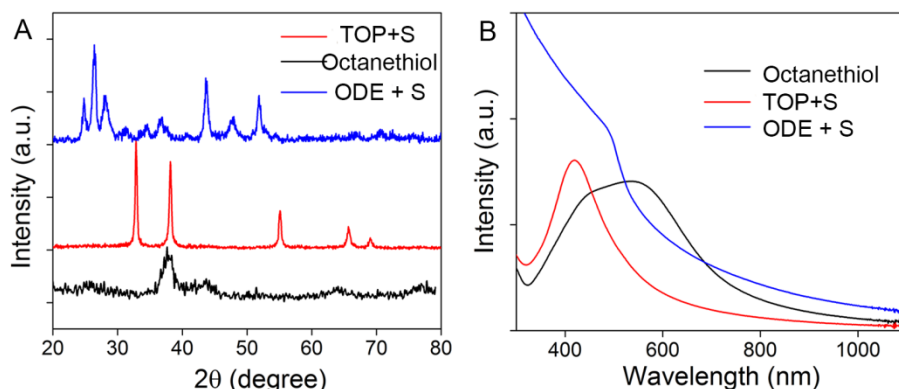 A
TOP+S
Octanethiol
ODE + S
Intensity (a.u.)
20 30 40 50 60 70 80
2θ (degree)
B
Octanethiol
TOP+S
ODE + S
Intensity (a.u.)
400 600 800 1000
Wavelength (nm)